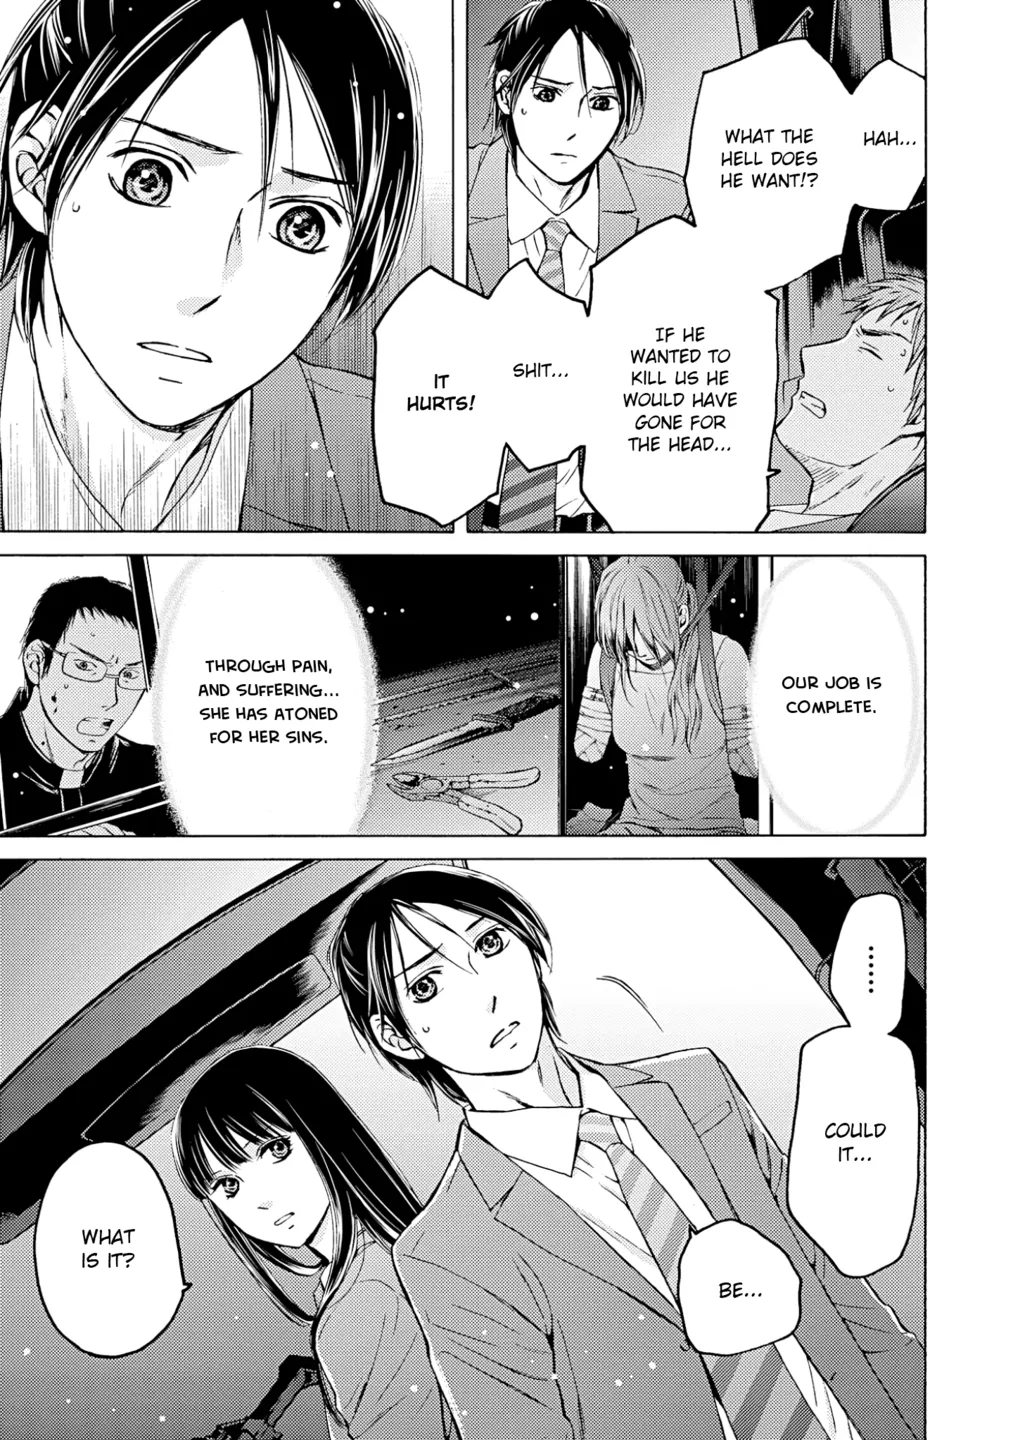 HAH...
WHAT THE
HELL DOES
HE WANT!?
IF HE
WANTED TO
KILL US HE
WOULD HAVE
GONE FOR
THE HEAD...
SHIT...
IT
HURTS!
OUR JOB IS
COMPLETE.
THROUGH PAIN,
AND SUFFERING...
SHE HAS ATONED
FOR HER SINS.
......
COULD
IT...
BE...
WHAT
IS IT?